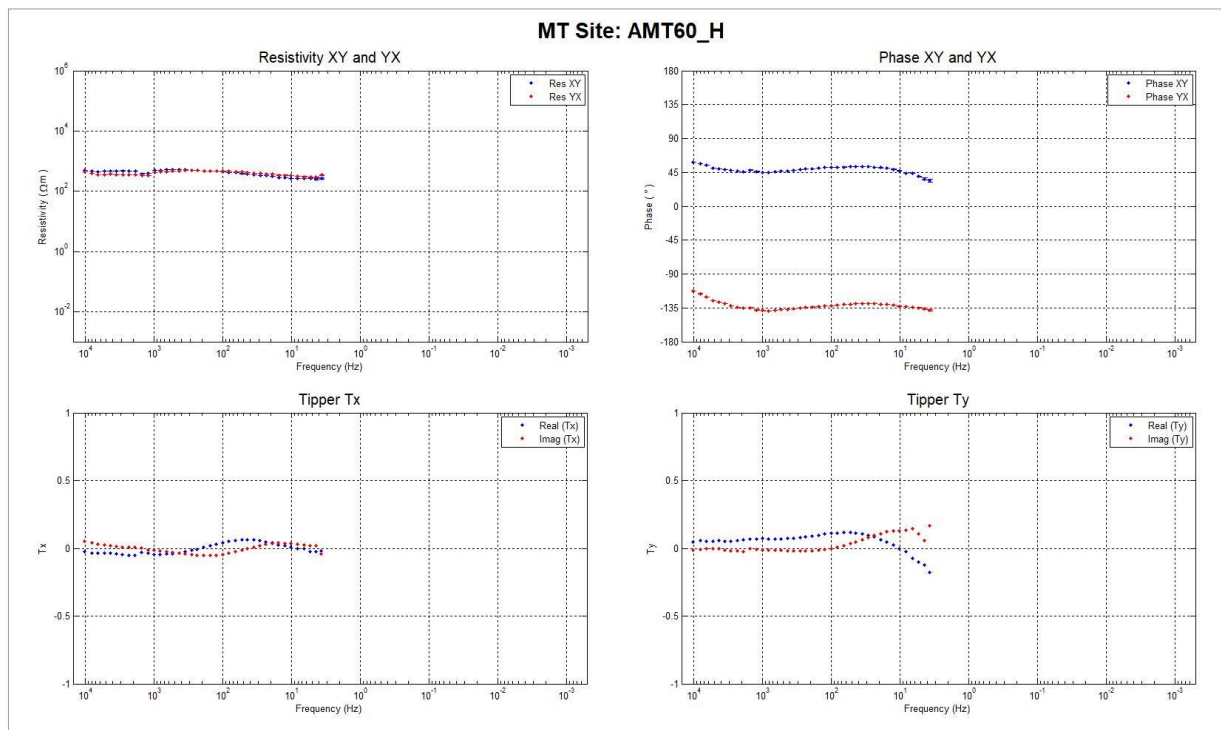 MT Site: AMT60_H
Resistivity XY and YX
Resistivity (Ωm)
10^6
10^4
10^2
10^0
10^-2
Res XY
Res YX
10^4 10^3 10^2 10^1 10^0 10^-1 10^-2 10^-3
Frequency (Hz)
Phase XY and YX
Phase (°)
180
135
90
45
0
-45
-90
-135
-180
Phase XY
Phase YX
10^4 10^3 10^2 10^1 10^0 10^-1 10^-2 10^-3
Frequency (Hz)
Tipper Tx
Tx
1
0.5
0
-0.5
-1
Real (Tx)
Imag (Tx)
10^4 10^3 10^2 10^1 10^0 10^-1 10^-2 10^-3
Frequency (Hz)
Tipper Ty
Ty
1
0.5
0
-0.5
-1
Real (Ty)
Imag (Ty)
10^4 10^3 10^2 10^1 10^0 10^-1 10^-2 10^-3
Frequency (Hz)